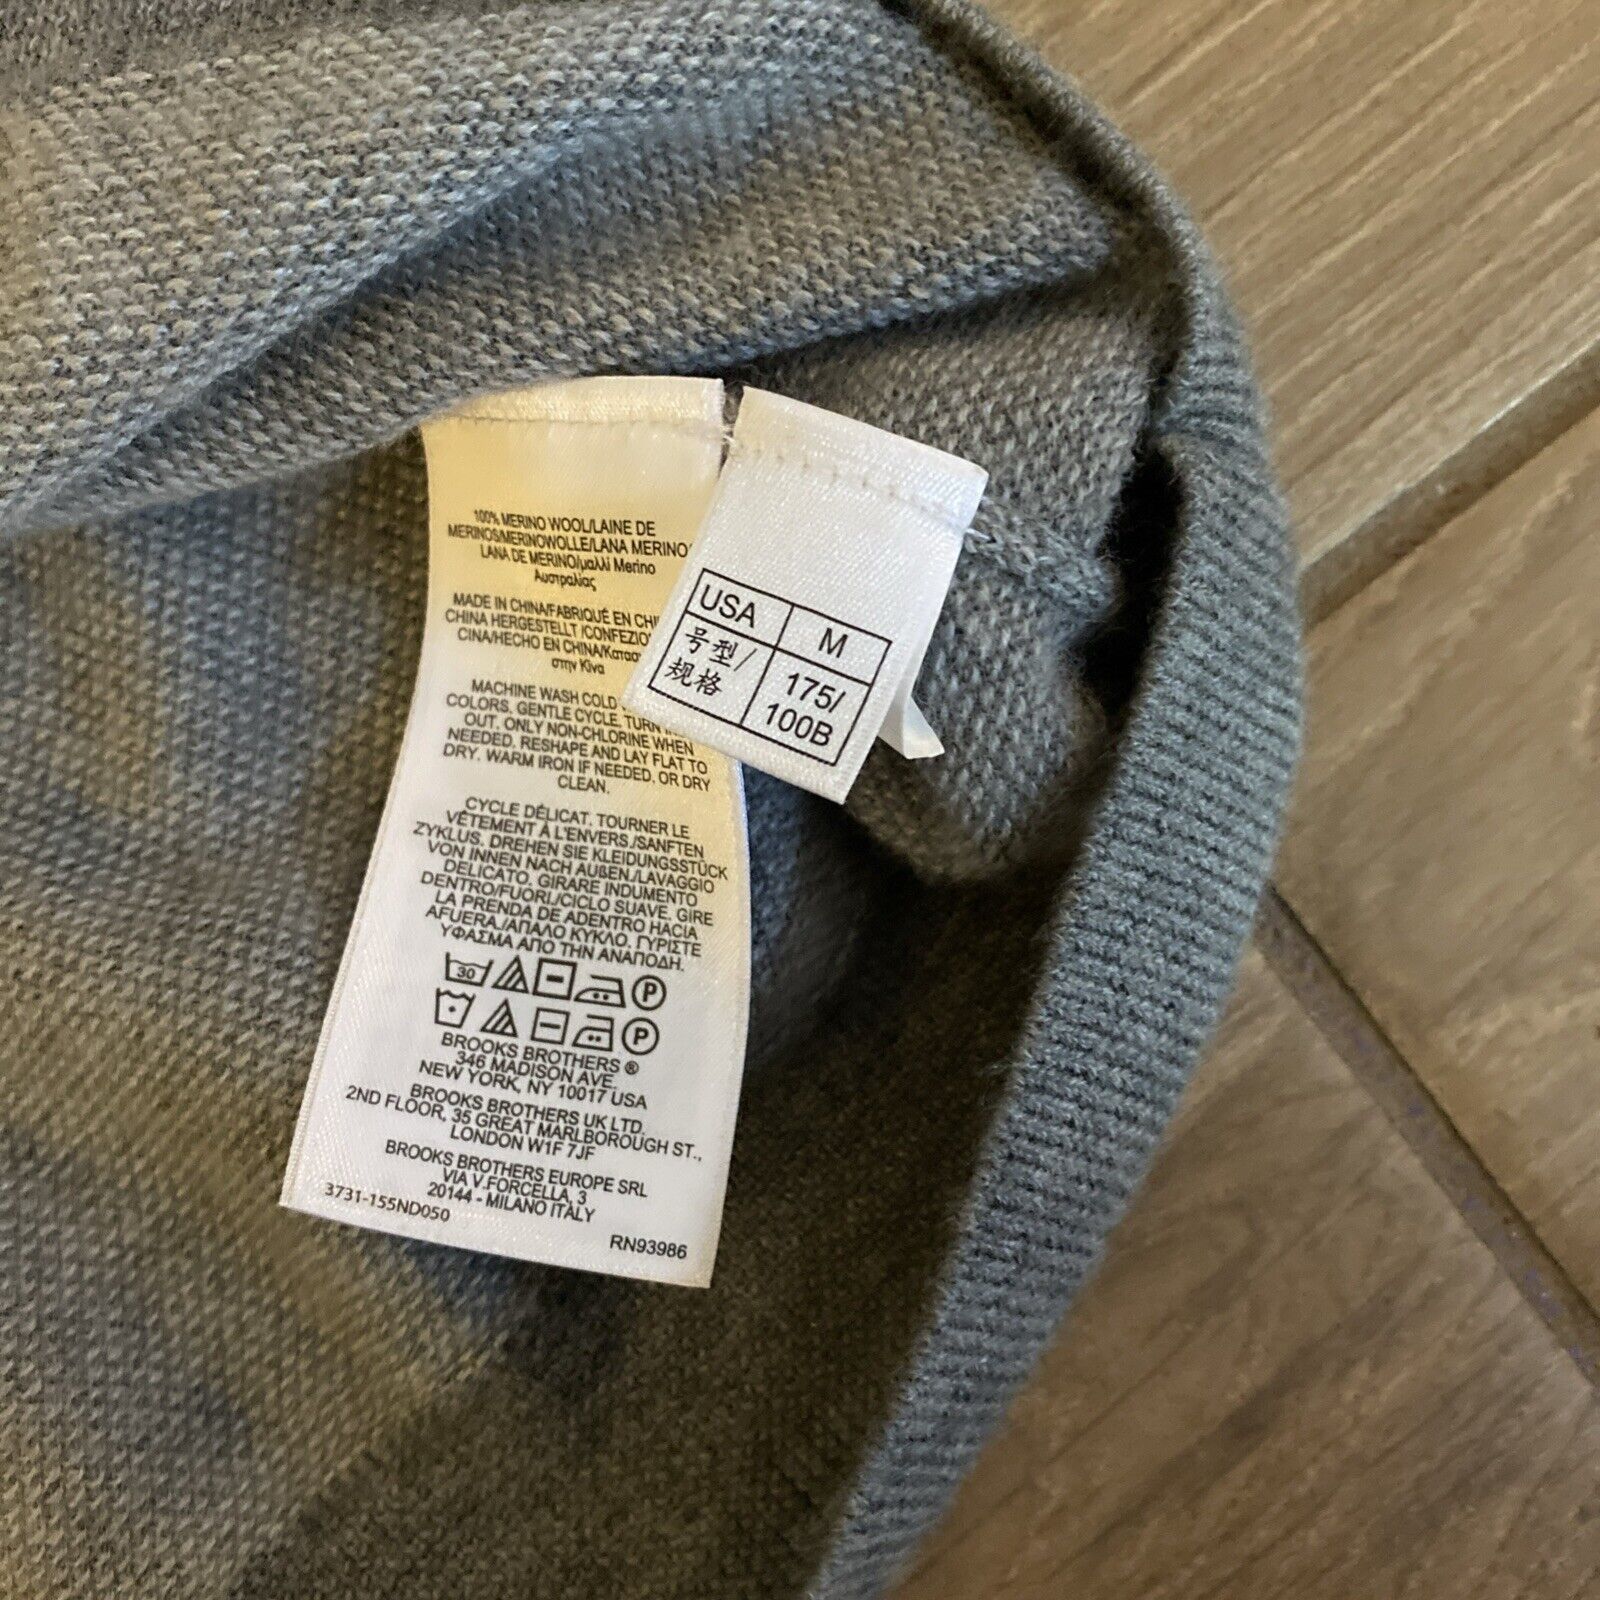 100% MERINO WOOL/LAINE DE
MERINOS/MERINOWOLLE/LANA MERINO/
LANA DE MERINO/μαλλί Merino
Αυστραλίας
MADE IN CHINA/FABRIQUÉ EN
CHINA HERGESTELLT /CONFEZIO
CINA/HECHO EN CHINA/Κατασ
στην Κίνα
MACHINE WASH COLD
COLORS. GENTLE CYCLE. TURN
OUT. ONLY NON-CHLORINE WHEN
NEEDED. RESHAPE AND LAY FLAT TO
DRY. WARM IRON IF NEEDED. OR DRY
CLEAN.
CYCLE DÉLICAT. TOURNER LE
VÊTEMENT À L'ENVERS./SANFTEN
ZYKLUS. DREHEN SIE KLEIDUNGSSTÜCK
VON INNEN NACH AUßEN./LAVAGGIO
DELICATO. GIRARE INDUMENTO
DENTRO/FUORI./CICLO SUAVE. GIRE
LA PRENDA DE ADENTRO HACIA
AFUERA./ΑΠΑΛΟ ΚΥΚΛΟ. ΓΥΡΙΣΤΕ
ΥΦΑΣΜΑ ΑΠΟ ΤΗΝ ΑΝΑΠΟΔΗ.
30 P
P
BROOKS BROTHERS ®
346 MADISON AVE.
NEW YORK, NY 10017 USA
BROOKS BROTHERS UK LTD.
2ND FLOOR, 35 GREAT MARLBOROUGH ST.,
LONDON W1F 7JF
BROOKS BROTHERS EUROPE SRL
VIA V.FORCELLA, 3
20144 - MILANO ITALY
3731-155ND050
RN93986
USA M
号型/ 175/
规格 100B